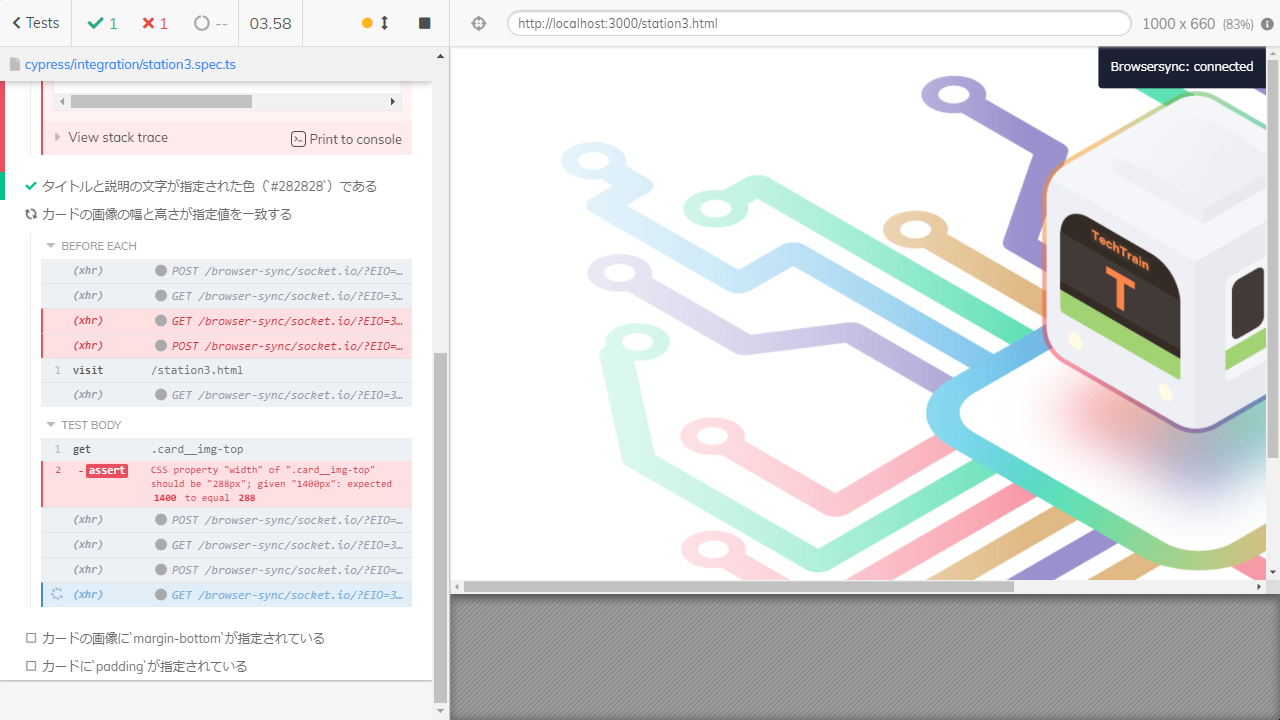 Tests
1
1
--
03.58
http://localhost:3000/station3.html
1000 x 660 (83%)
cypress/integration/station3.spec.ts
Browsersync: connected
View stack trace
Print to console
タイトルと説明の文字が指定された色（`#282828`）である
カードの画像の幅と高さが指定値を一致する
BEFORE EACH
(xhr) POST /browser-sync/socket.io/?EIO=…
(xhr) GET /browser-sync/socket.io/?EIO=3…
(xhr) GET /browser-sync/socket.io/?EIO=3…
(xhr) POST /browser-sync/socket.io/?EIO=…
1 visit /station3.html
(xhr) GET /browser-sync/socket.io/?EIO=3…
TEST BODY
1 get .card__img-top
2 -assert CSS property "width" of ".card__img-top"
should be "288px"; given "1400px": expected
1400 to equal 288
(xhr) POST /browser-sync/socket.io/?EIO=…
(xhr) GET /browser-sync/socket.io/?EIO=3…
(xhr) POST /browser-sync/socket.io/?EIO=…
(xhr) GET /browser-sync/socket.io/?EIO=3…
カードの画像に`margin-bottom`が指定されている
カードに`padding`が指定されている
TechTrain
T